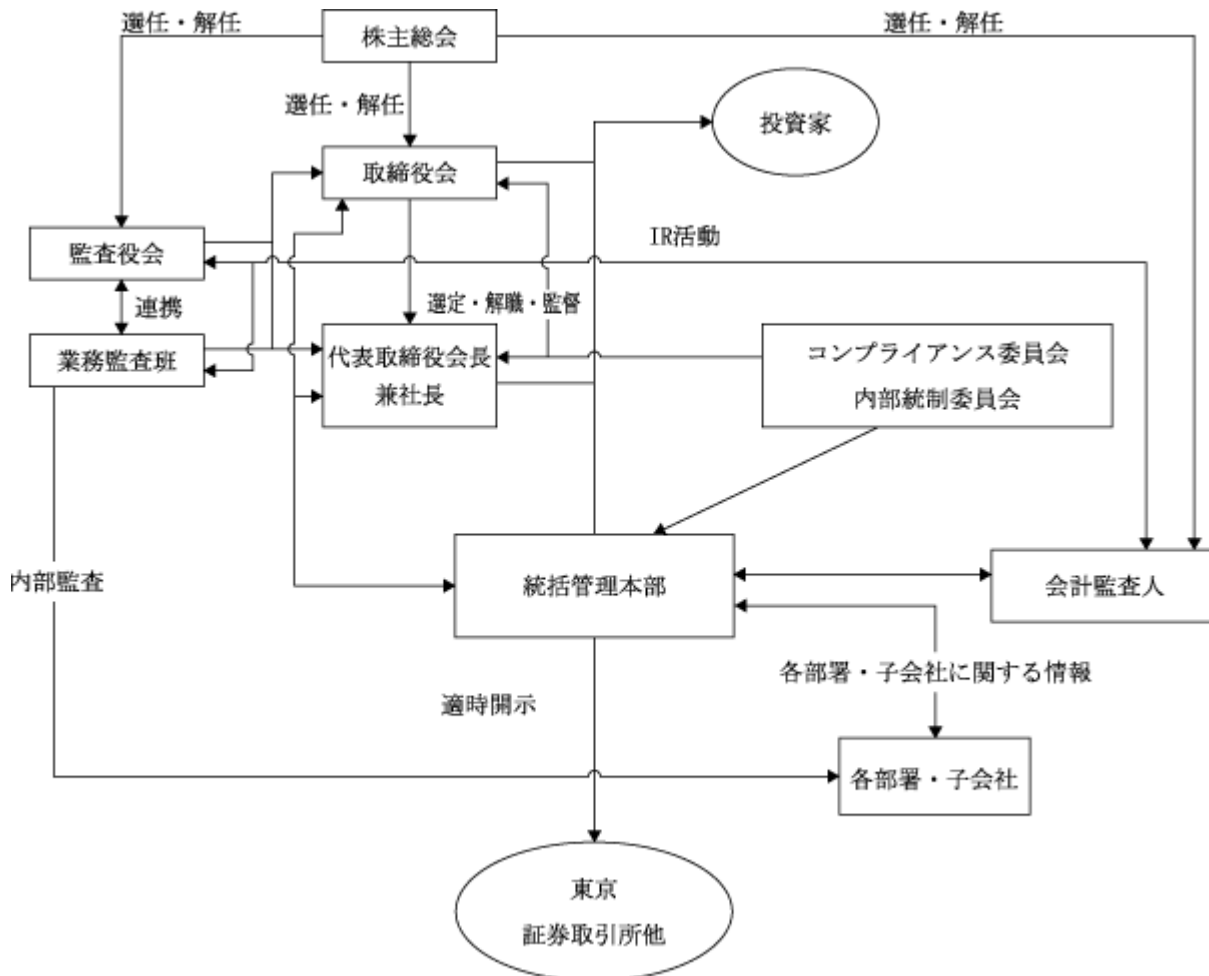 選任・解任
株主総会
選任・解任
選任・解任
投資家
取締役会
監査役会
IR活動
連携
選定・解職・監督
業務監査班
代表取締役会長
兼社長
コンプライアンス委員会
内部統制委員会
内部監査
統括管理本部
会計監査人
各部署・子会社に関する情報
適時開示
各部署・子会社
東京
証券取引所他